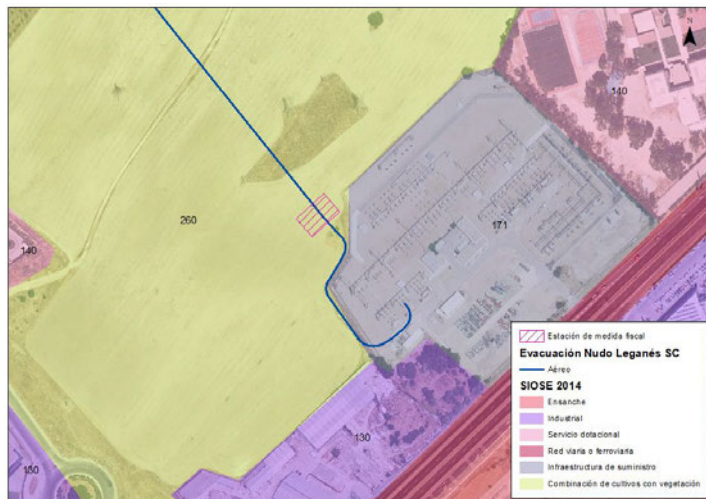 N
140
260
171
140
130
130
Estación de medida fiscal
Evacuación Nudo Leganés SC
Aéreo
SIOSE 2014
Ensanche
Industrial
Servicio dotacional
Red viaria o ferroviaria
Infraestructura de suministro
Combinación de cultivos con vegetación